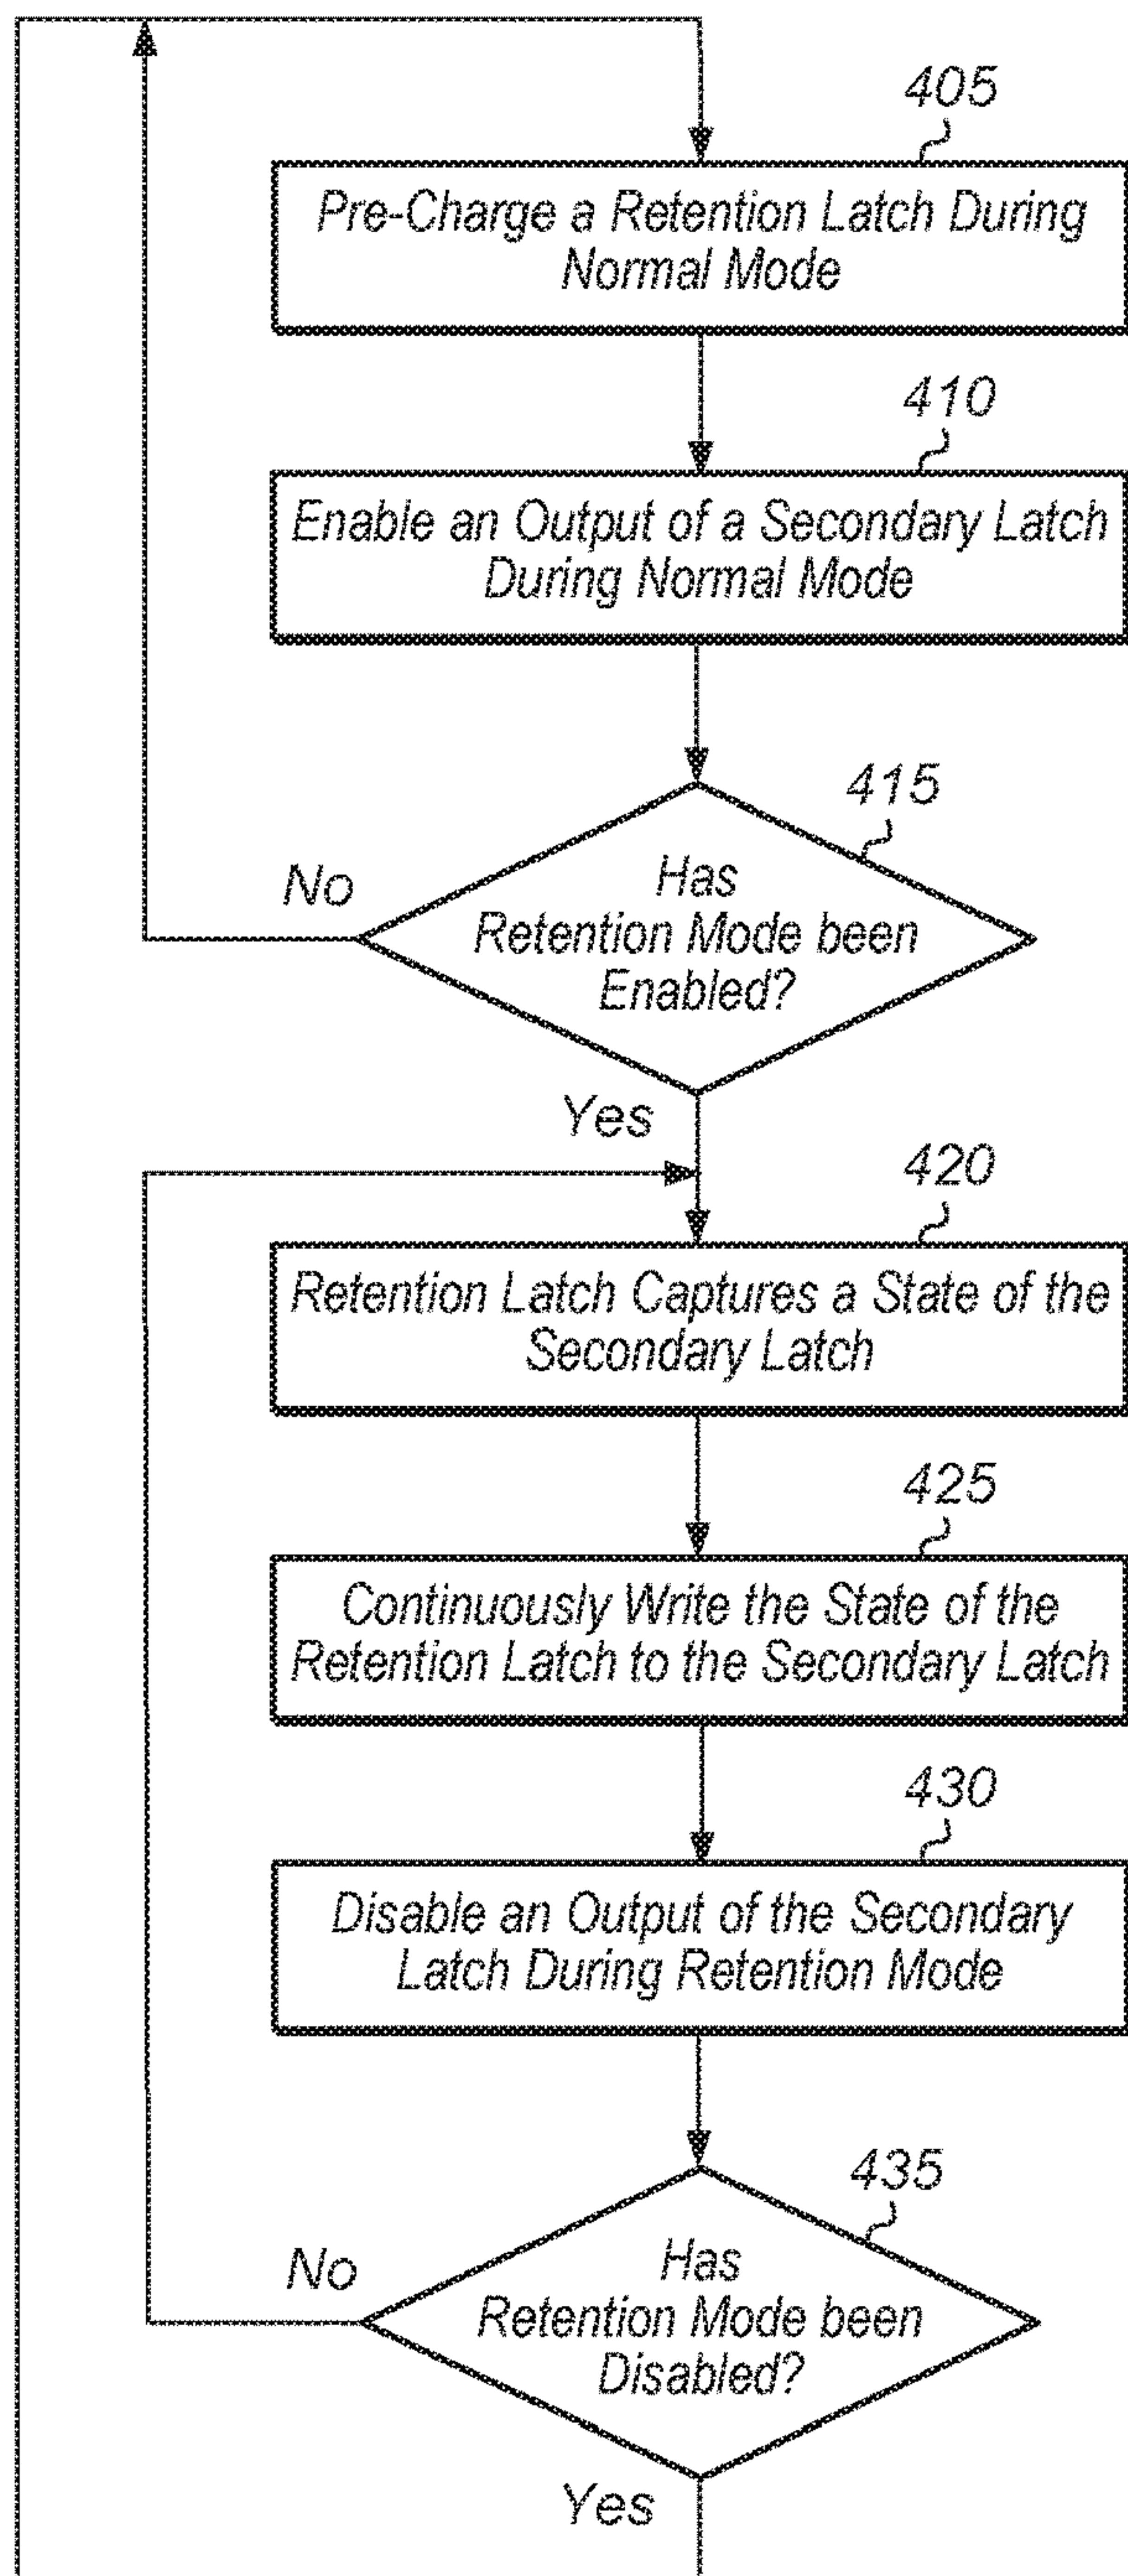 405
Pre-Charge a Retention Latch During
Normal Mode
410
Enable an Output of a Secondary Latch
During Normal Mode
415
Has
Retention Mode been
Enabled?
No
Yes
420
Retention Latch Captures a State of the
Secondary Latch
425
Continuously Write the State of the
Retention Latch to the Secondary Latch
430
Disable an Output of the Secondary
Latch During Retention Mode
435
Has
Retention Mode been
Disabled?
No
Yes